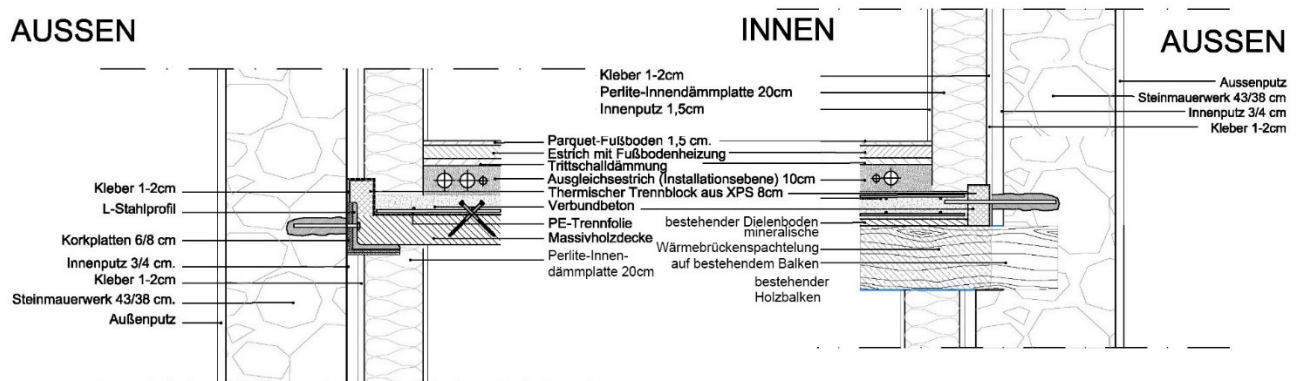 AUSSEN
INNEN
AUSSEN
Kleber 1-2cm
Perlite-Innendämmplatte 20cm
Innenputz 1,5cm
Aussenputz
Steinmauerwerk 43/38 cm
Innenputz 3/4 cm
Kleber 1-2cm
Parquet-Fußboden 1,5 cm.
Estrich mit Fußbodenheizung
Trittschalldämmung
Ausgleichsestrich (Installationsebene) 10cm
Thermischer Trennblock aus XPS 8cm
Verbundbeton
PE-Trennfolie
Massivholzdecke
Perlite-Innen-
dämmplatte 20cm
Kleber 1-2cm
L-Stahlprofil
Korkplatten 6/8 cm
Innenputz 3/4 cm.
Kleber 1-2cm
Steinmauerwerk 43/38 cm.
Außenputz
bestehender Dielenboden
mineralische
Wärmebrückenspachtelung
auf bestehendem Balken
bestehender
Holzbalken